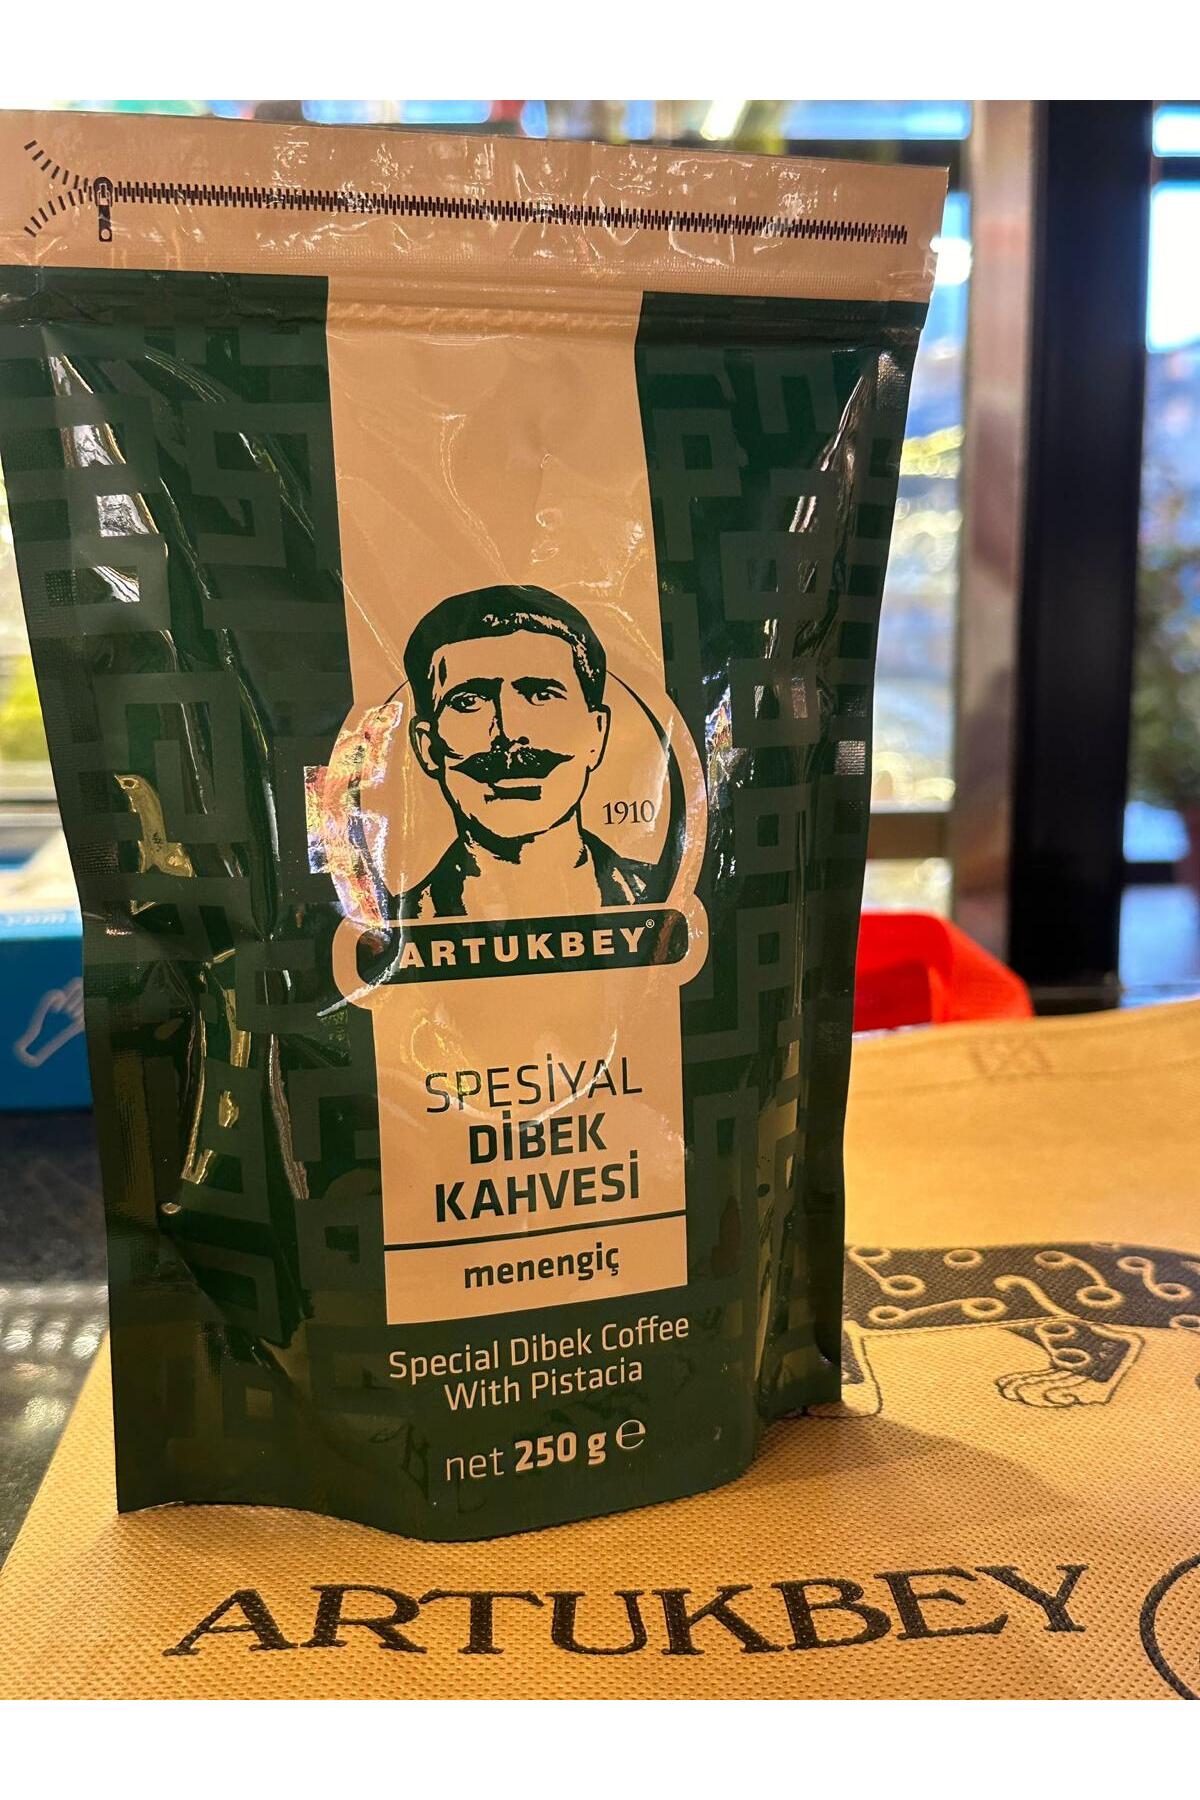 1910
ARTUKBEY®
SPESİYAL
DİBEK
KAHVESİ
menengiç
Special Dibek Coffee
With Pistacia
net 250 g ℮
ARTUKBEY